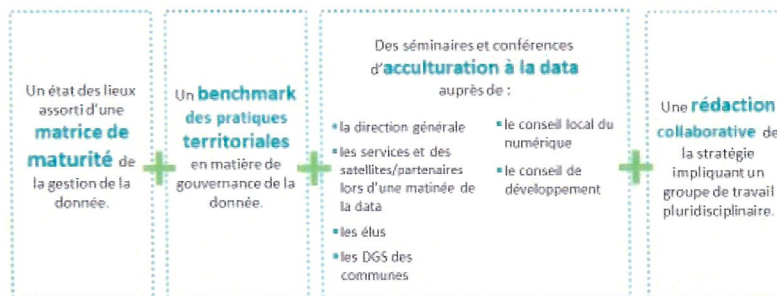 Un état des lieux
assorti d'une
matrice de
maturité de
la gestion de la
donnée.
Un benchmark
des pratiques
territoriales
en matière de
gouvernance de la
donnée.
Des séminaires et conférences
d'acculturation à la data
auprès de :
la direction générale
les services et des
satellites/partenaires
lors d'une matinée de
la data
les élus
les DGS des
communes
le conseil local du
numérique
le conseil de
développement
Une rédaction
collaborative de
la stratégie
impliquant un
groupe de travail
pluridisciplinaire.